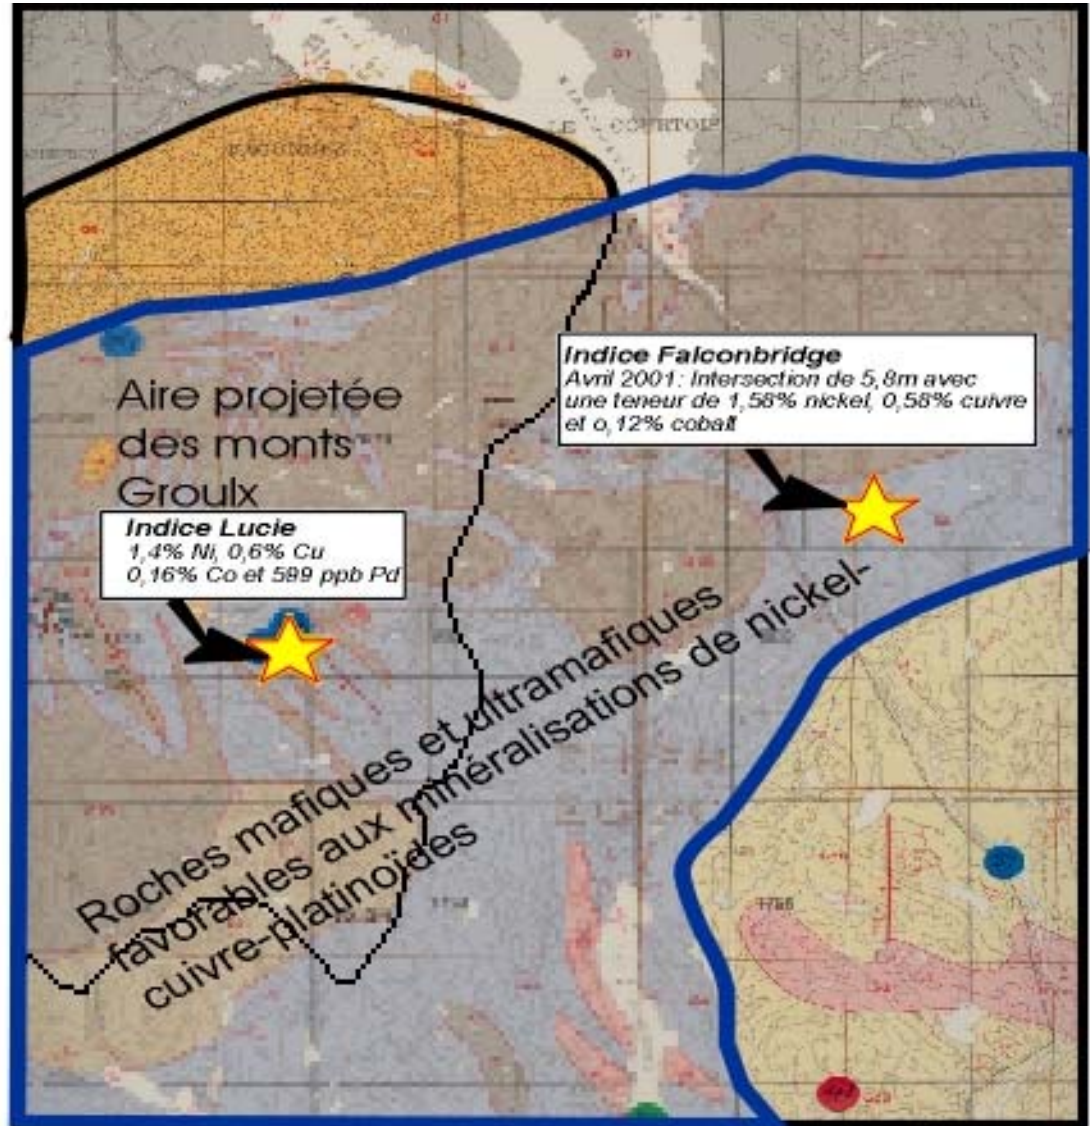 LE COURTOIS
Indice Falconbridge
Avril 2001: Intersection de 5,8m avec
une teneur de 1,58% nickel, 0,58% cuivre
et o,12% cobalt
Aire projetée
des monts
Groulx
Indice Lucie
1,4% Ni, 0,6% Cu
0,16% Co et 599 ppb Pd
Roches mafiques et ultramafiques
favorables aux minéralisations de nickel-
cuivre-platinoïdes